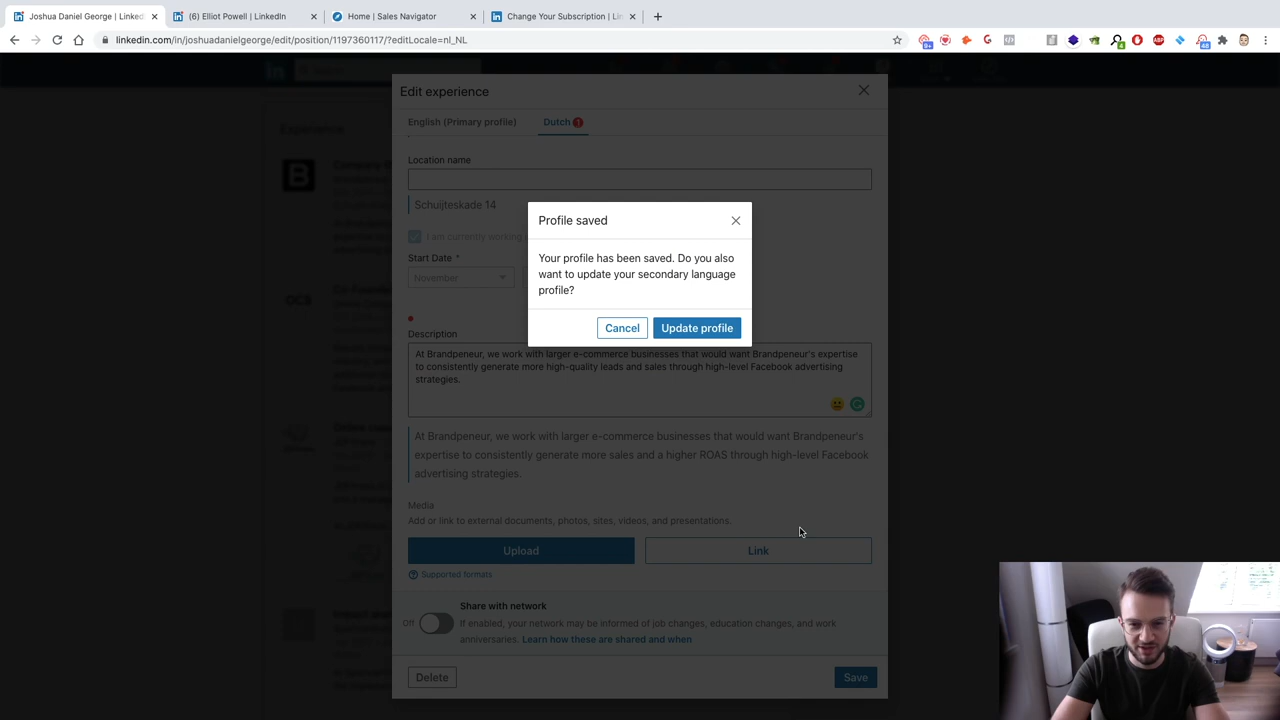 Joshua Daniel George | Linked
(6) Elliot Powell | LinkedIn
Home | Sales Navigator
Change Your Subscription | Lin
linkedin.com/in/joshuadanielgeorge/edit/position/1197360117/?editLocale=nl_NL
Edit experience
English (Primary profile)
Dutch
Experience
Location name
Schuijteskade 14
I am currently working
Start Date *
November
Profile saved
Your profile has been saved. Do you also
want to update your secondary language
profile?
Cancel
Update profile
Description
At Brandpeneur, we work with larger e-commerce businesses that would want Brandpeneur's expertise
to consistently generate more high-quality leads and sales through high-level Facebook advertising
strategies.
At Brandpeneur, we work with larger e-commerce businesses that would want Brandpeneur's
expertise to consistently generate more sales and a higher ROAS through high-level Facebook
advertising strategies.
Media
Add or link to external documents, photos, sites, videos, and presentations.
Upload
Link
Supported formats
Share with network
Off
If enabled, your network may be informed of job changes, education changes, and work
anniversaries. Learn how these are shared and when
Delete
Save